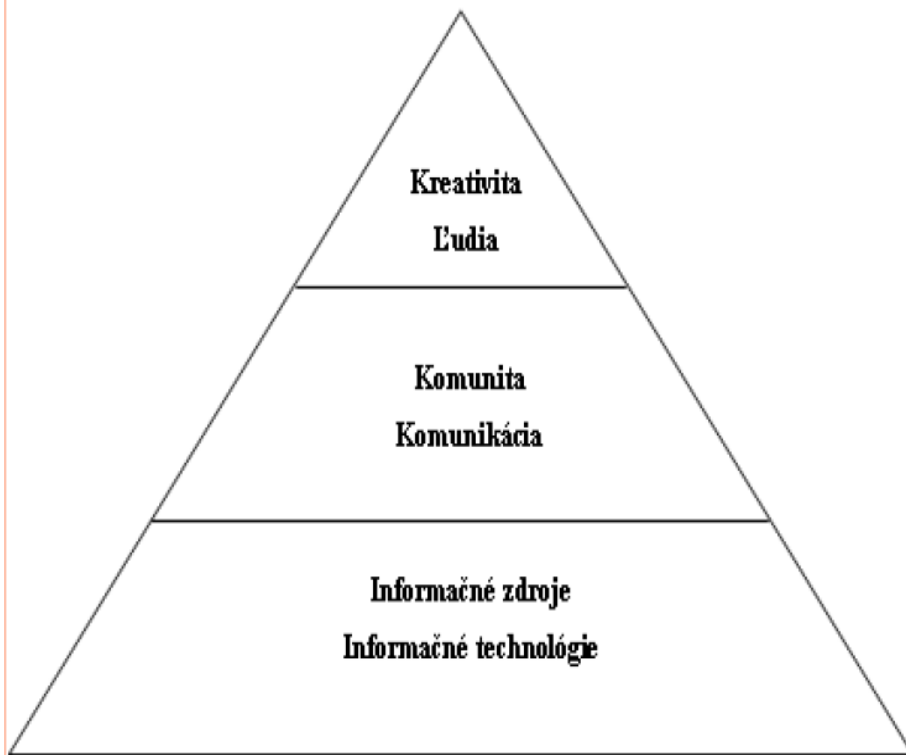 Kreativita
Ľudia
Komunita
Komunikácia
Informačné zdroje
Informačné technológie